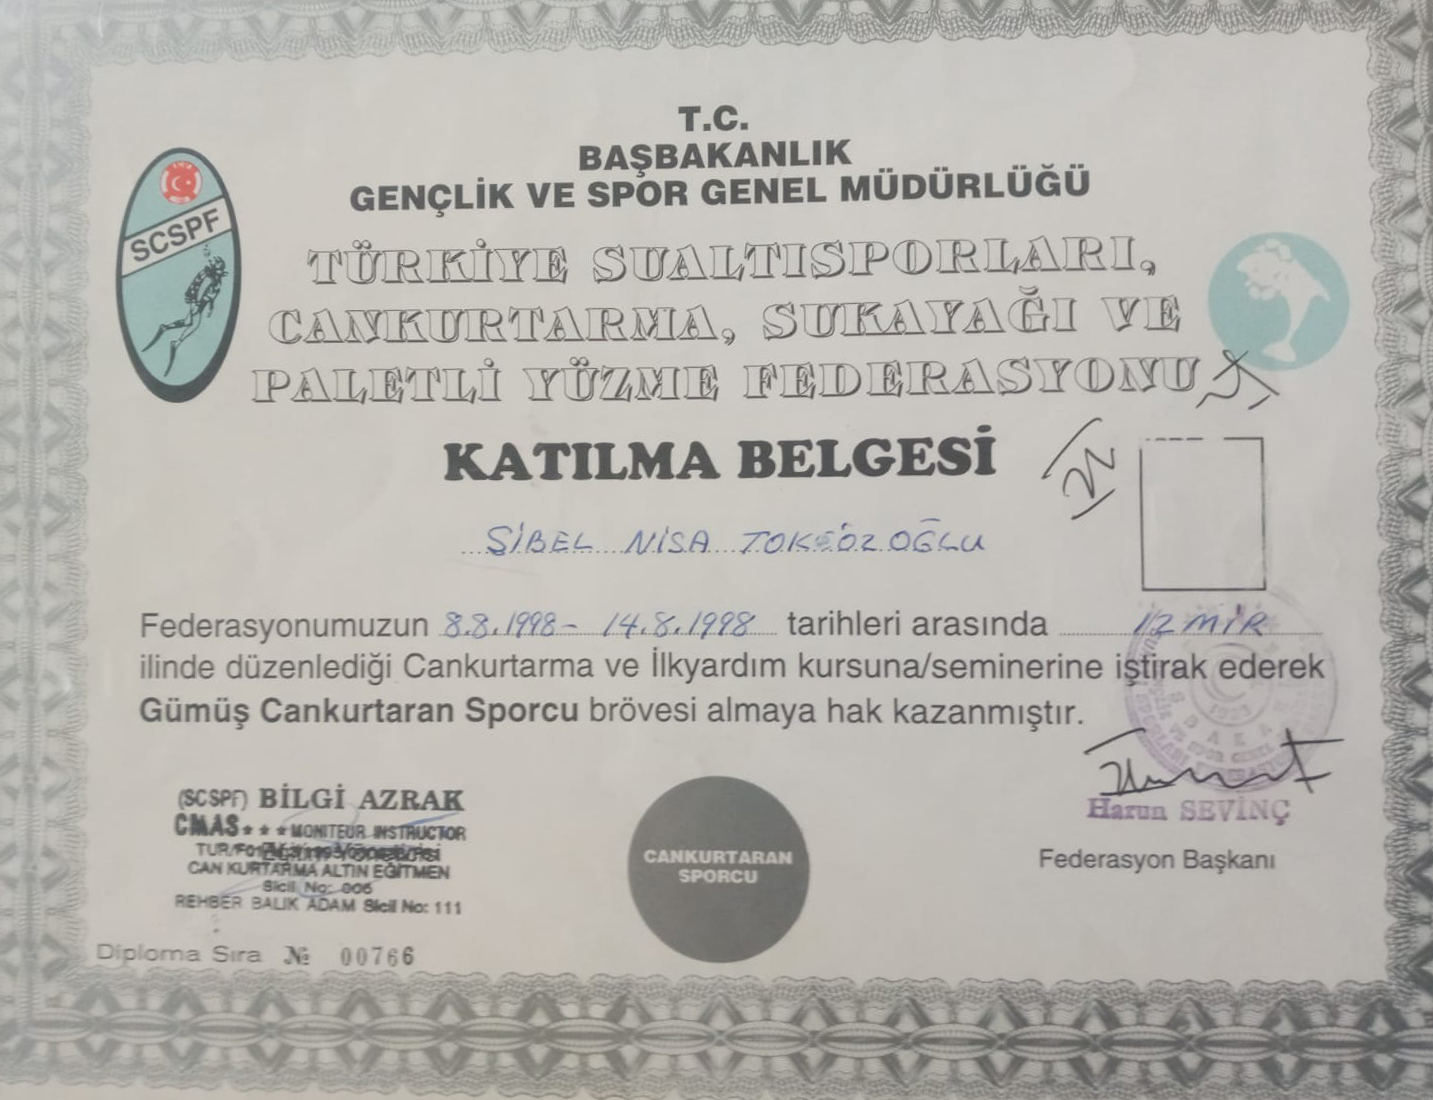 T.C.
BAŞBAKANLIK
GENÇLİK VE SPOR GENEL MÜDÜRLÜĞÜ
SCSPF
TÜRKİYE SUALTISPORLARI,
CANKURTARMA, SUKAYAĞI VE
PALETLİ YÜZME FEDERASYONU
KATILMA BELGESİ
SİBEL NİSA TOKSÖZOĞLU
Federasyonumuzun 8.8.1998 - 14.8.1998 tarihleri arasında İZMİR
ilinde düzenlediği Cankurtarma ve İlkyardım kursuna/seminerine iştirak ederek
Gümüş Cankurtaran Sporcu brövesi almaya hak kazanmıştır.
(SCSPF) BİLGİ AZRAK
CMAS★★★MONİTEUR INSTRUCTOR
CAN KURTARMA ALTIN EĞİTMEN
Sicil No: 006
REHBER BALIK ADAM Sicil No: 111
CANKURTARAN
SPORCU
Harun SEVİNÇ
Federasyon Başkanı
Diploma Sıra № 00766